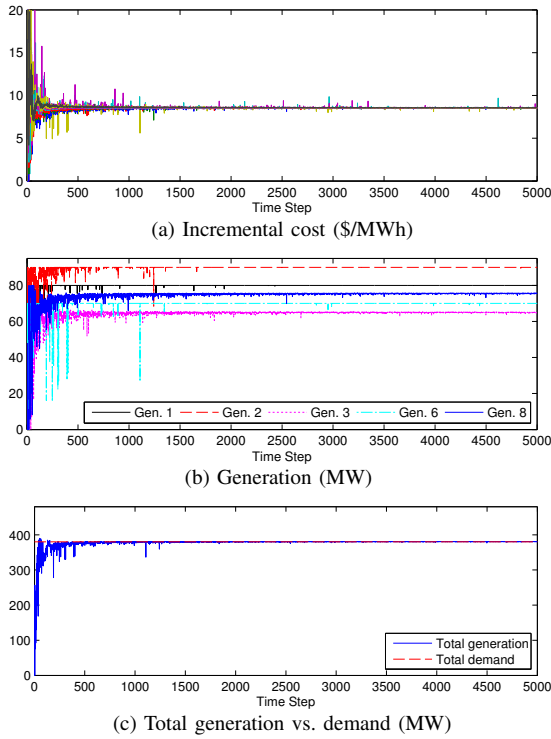 20
15
10
5
0
0 500 1000 1500 2000 2500 3000 3500 4000 4500 5000
Time Step
(a) Incremental cost ($/MWh)
80
60
40
20
0
Gen. 1 Gen. 2 Gen. 3 Gen. 6 Gen. 8
0 500 1000 1500 2000 2500 3000 3500 4000 4500 5000
Time Step
(b) Generation (MW)
400
300
200
100
0
Total generation
Total demand
0 500 1000 1500 2000 2500 3000 3500 4000 4500 5000
Time Step
(c) Total generation vs. demand (MW)